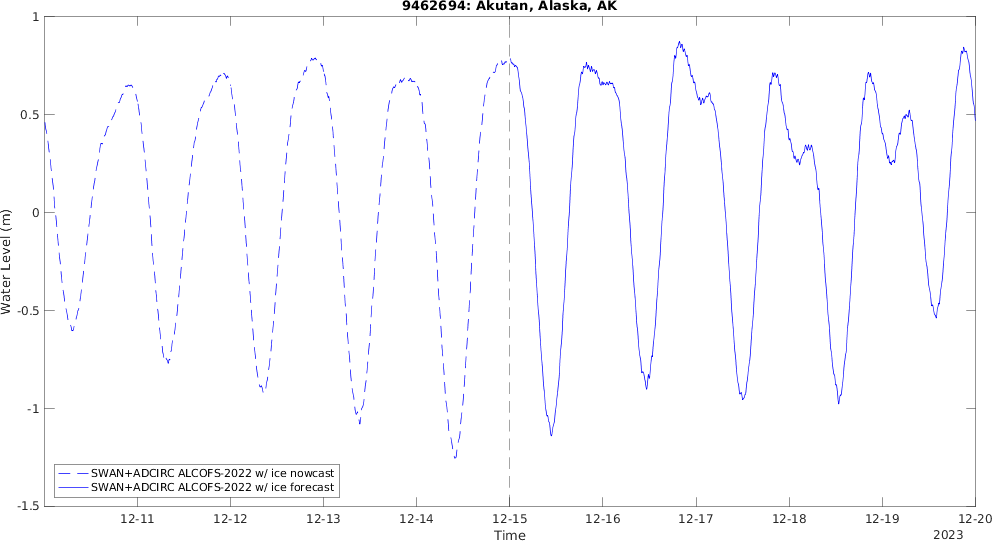 9462694: Akutan, Alaska, AK
1
0.5
0
-0.5
-1
-1.5
Water Level (m)
SWAN+ADCIRC ALCOFS-2022 w/ ice nowcast
SWAN+ADCIRC ALCOFS-2022 w/ ice forecast
12-11 12-12 12-13 12-14 12-15 12-16 12-17 12-18 12-19 12-20
Time
2023